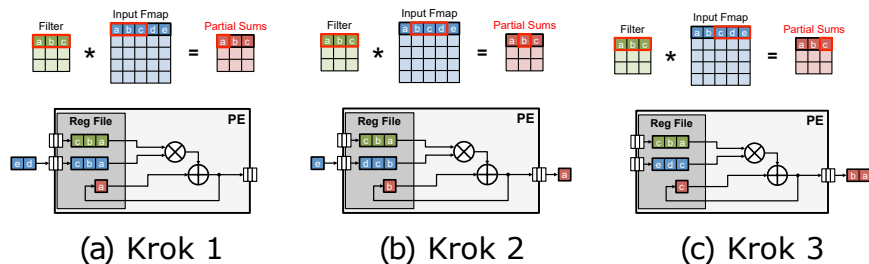 Filter
Input Fmap
Partial Sums
a b c
*
a b c d e
=
a b c
Reg File
PE
c b a
e d
c b a
a
(a) Krok 1
Filter
Input Fmap
Partial Sums
a b c
*
a b c d e
=
a b c
Reg File
PE
c b a
e
d c b
b
a
(b) Krok 2
Filter
Input Fmap
Partial Sums
a b c
*
a b c d e
=
a b c
Reg File
PE
c b a
e d c
c
b a
(c) Krok 3